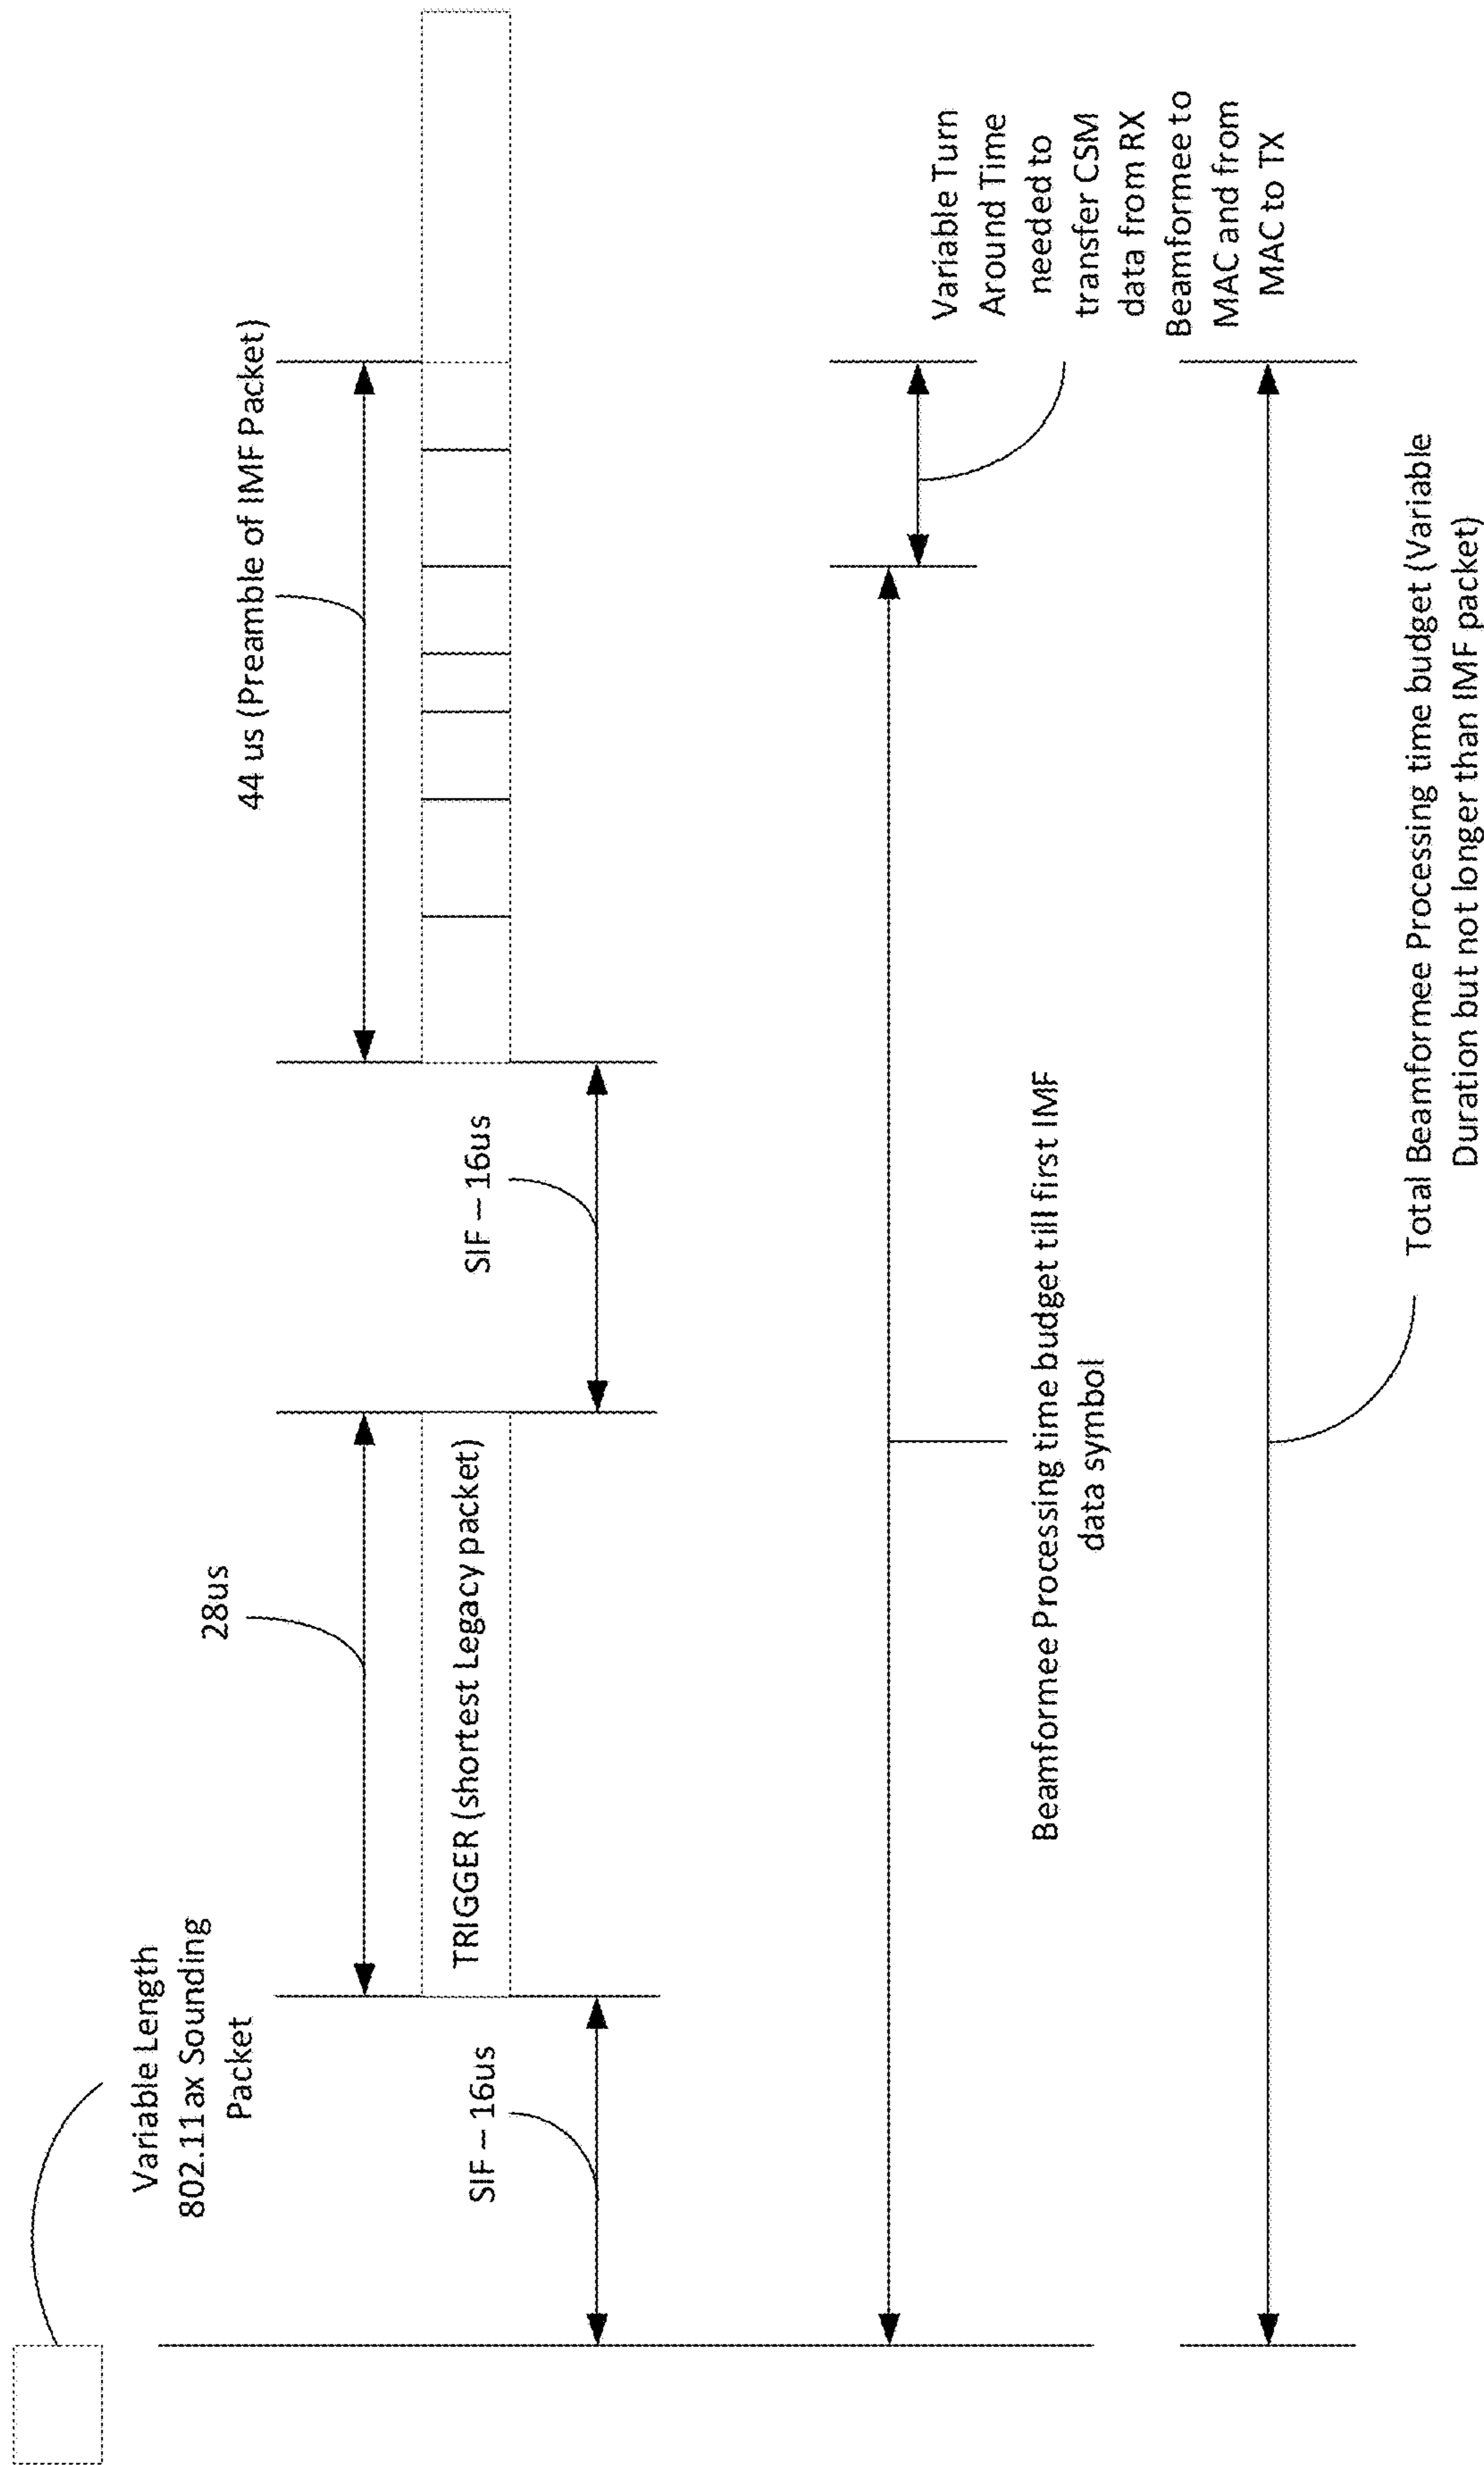 Variable Length
802.11ax Sounding
Packet
28us
44 us (Preamble of IMF Packet)
TRIGGER (shortest Legacy packet)
SIF – 16us
SIF – 16us
Variable Turn
Around Time
needed to
transfer CSM
data from RX
Beamformee to
MAC and from
MAC to TX
Beamformee Processing time budget till first IMF
data symbol
Total Beamformee Processing time budget (Variable
Duration but not longer than IMF packet)